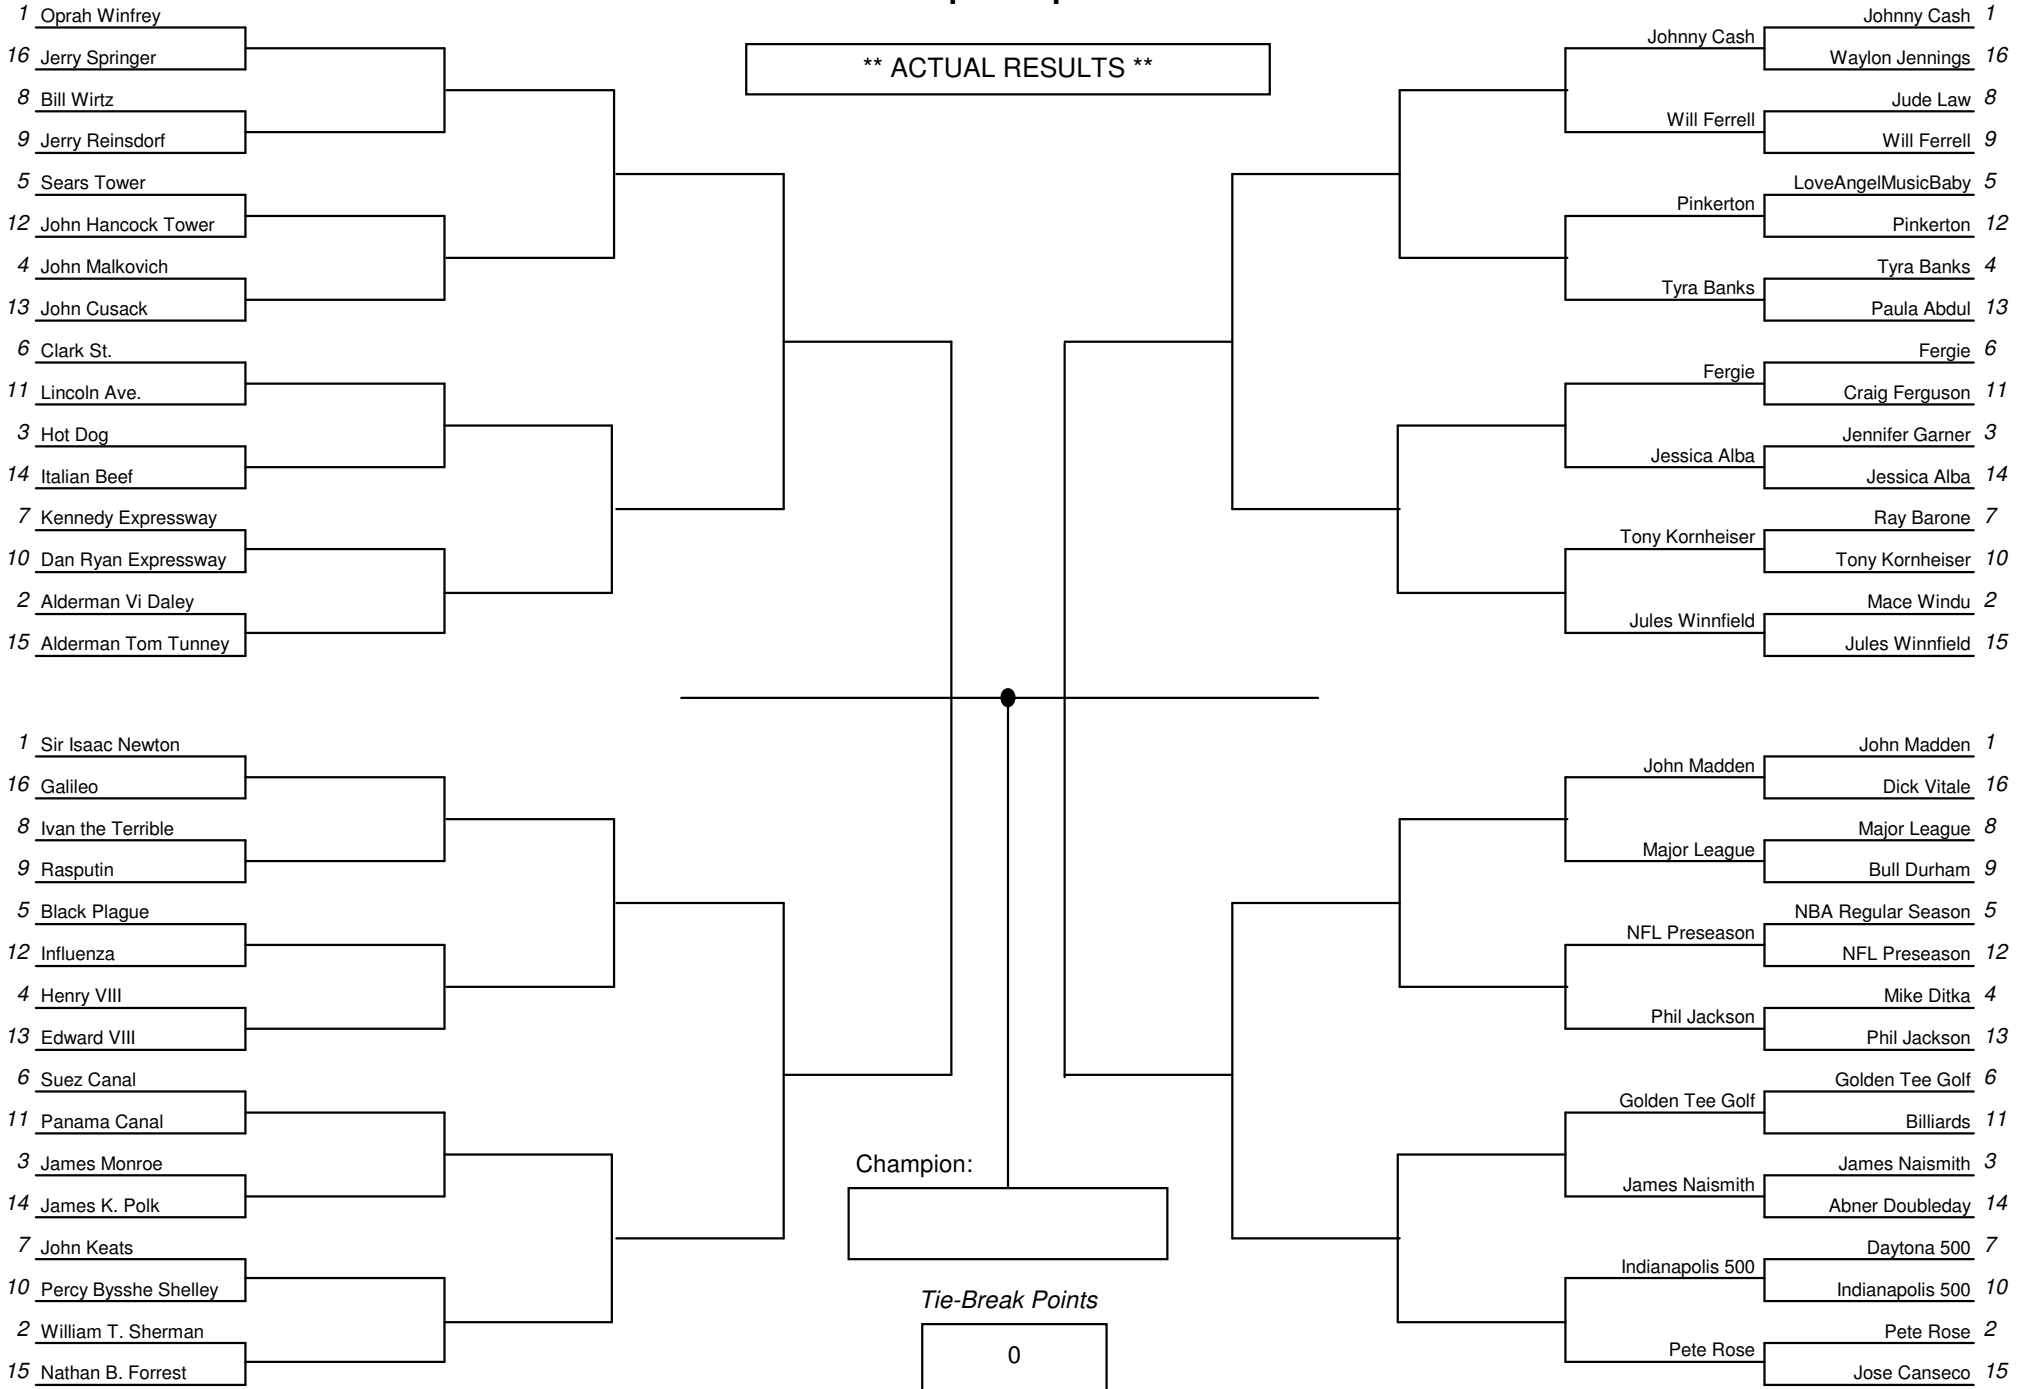 ** ACTUAL RESULTS **
1 Oprah Winfrey
16 Jerry Springer
8 Bill Wirtz
9 Jerry Reinsdorf
5 Sears Tower
12 John Hancock Tower
4 John Malkovich
13 John Cusack
6 Clark St.
11 Lincoln Ave.
3 Hot Dog
14 Italian Beef
7 Kennedy Expressway
10 Dan Ryan Expressway
2 Alderman Vi Daley
15 Alderman Tom Tunney
1 Sir Isaac Newton
16 Galileo
8 Ivan the Terrible
9 Rasputin
5 Black Plague
12 Influenza
4 Henry VIII
13 Edward VIII
6 Suez Canal
11 Panama Canal
3 James Monroe
14 James K. Polk
7 John Keats
10 Percy Bysshe Shelley
2 William T. Sherman
15 Nathan B. Forrest
Champion:
Tie-Break Points
0
Johnny Cash
Will Ferrell
Pinkerton
Tyra Banks
Fergie
Jessica Alba
Tony Kornheiser
Jules Winnfield
John Madden
Major League
NFL Preseason
Phil Jackson
Golden Tee Golf
James Naismith
Indianapolis 500
Pete Rose
Johnny Cash 1
Waylon Jennings 16
Jude Law 8
Will Ferrell 9
LoveAngelMusicBaby 5
Pinkerton 12
Tyra Banks 4
Paula Abdul 13
Fergie 6
Craig Ferguson 11
Jennifer Garner 3
Jessica Alba 14
Ray Barone 7
Tony Kornheiser 10
Mace Windu 2
Jules Winnfield 15
John Madden 1
Dick Vitale 16
Major League 8
Bull Durham 9
NBA Regular Season 5
NFL Preseason 12
Mike Ditka 4
Phil Jackson 13
Golden Tee Golf 6
Billiards 11
James Naismith 3
Abner Doubleday 14
Daytona 500 7
Indianapolis 500 10
Pete Rose 2
Jose Canseco 15